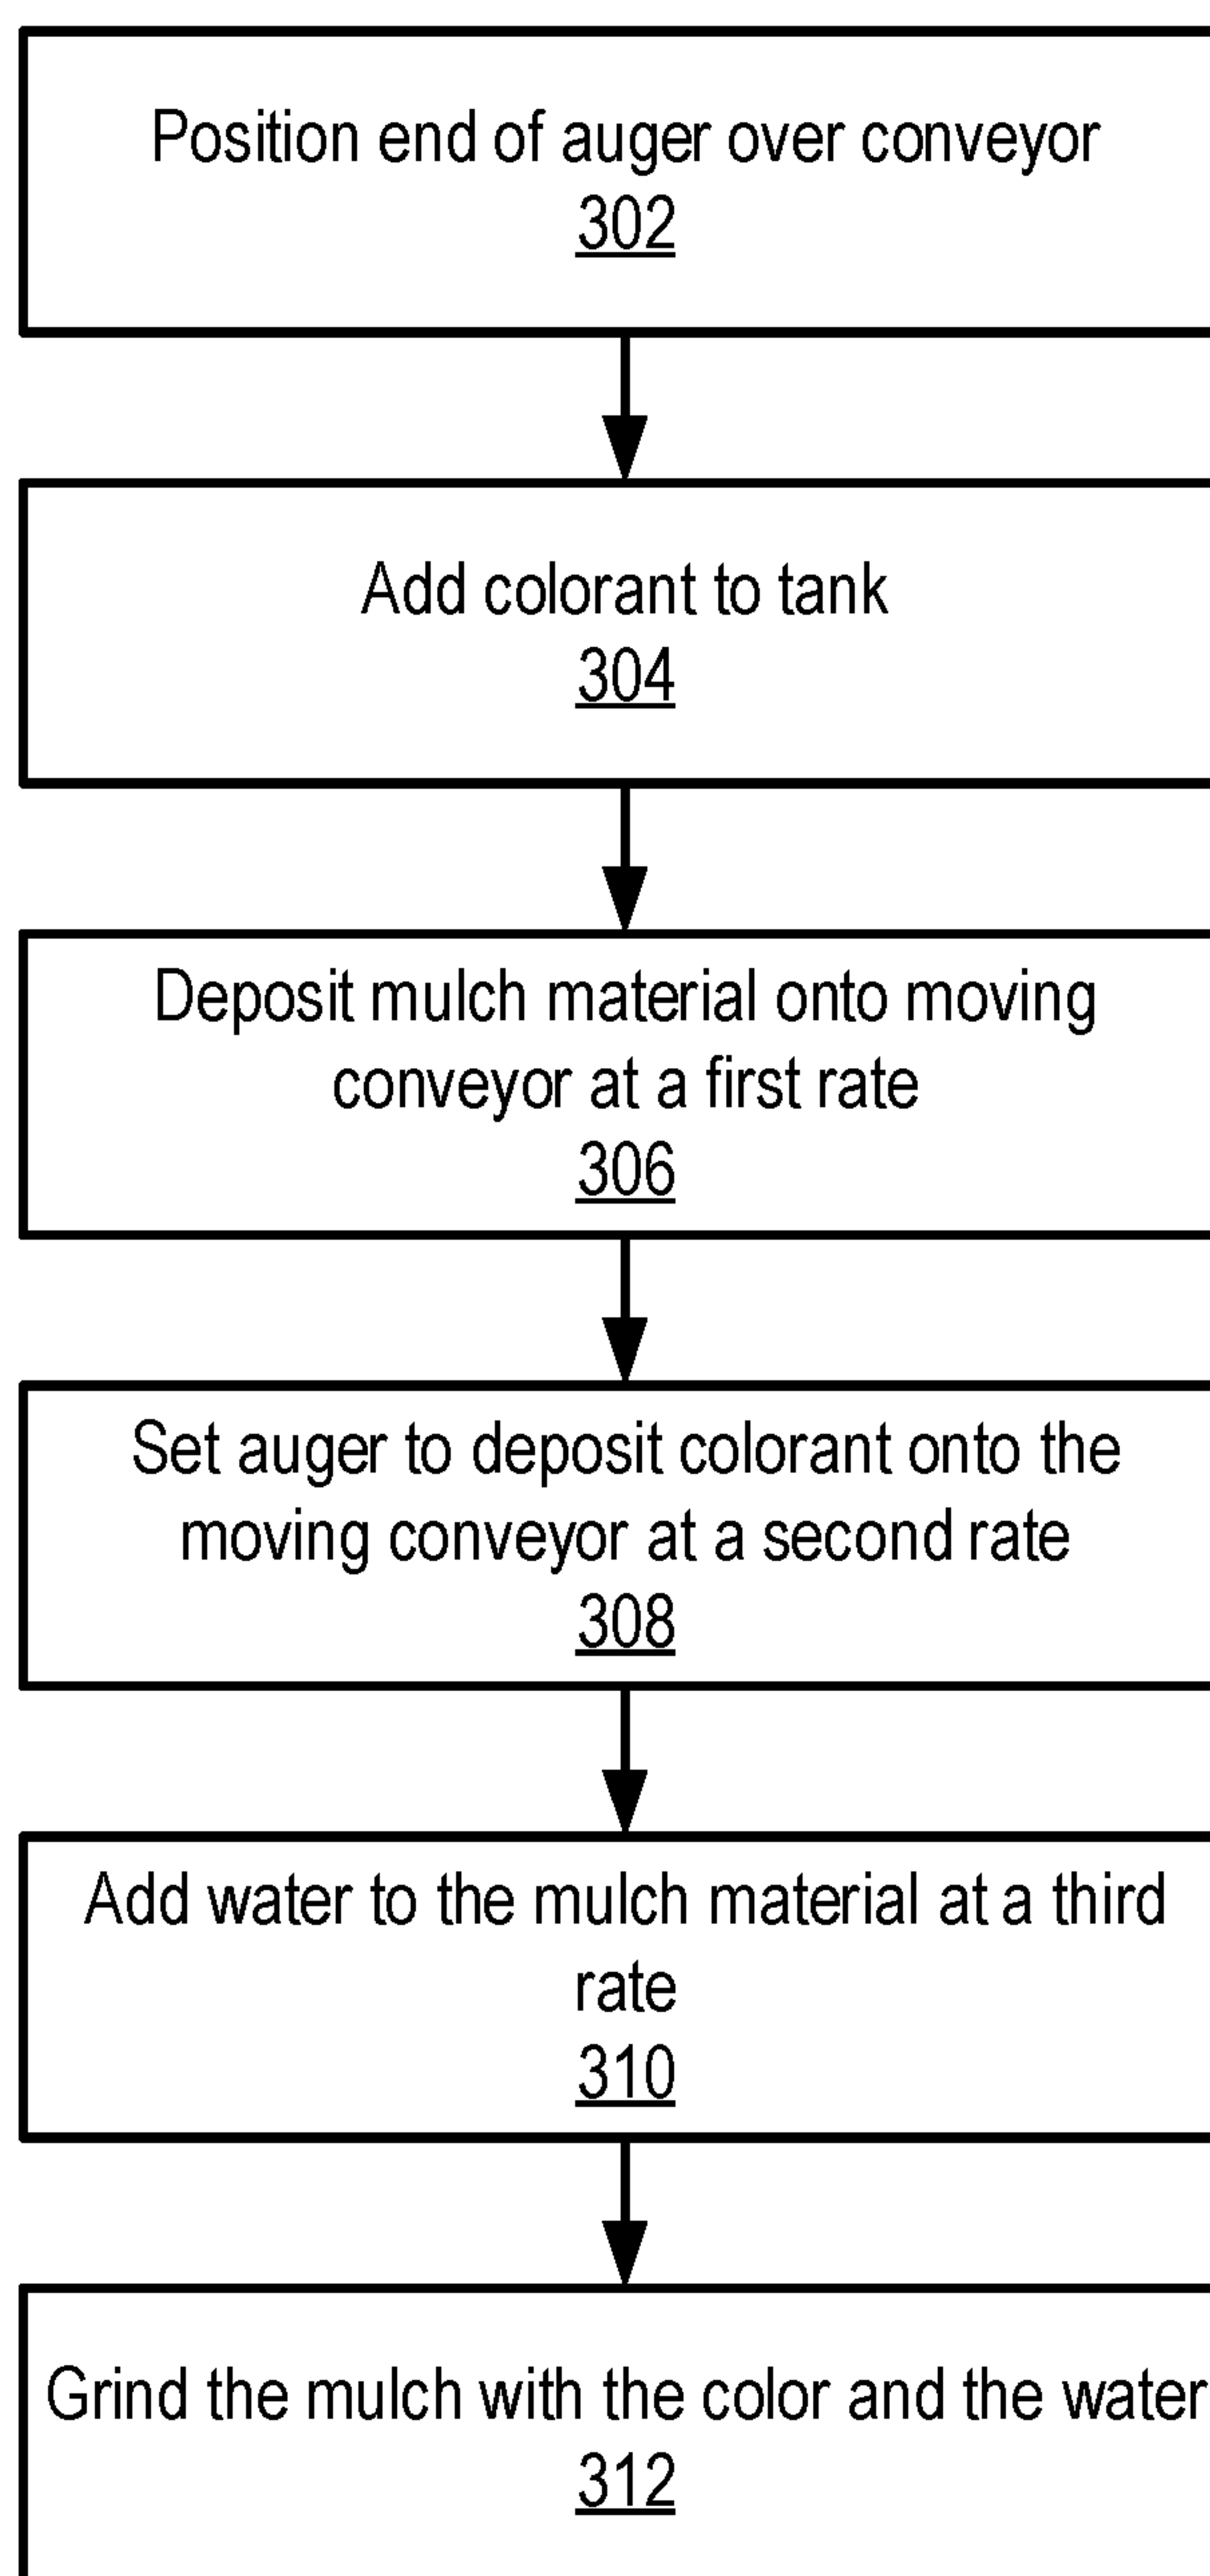 Position end of auger over conveyor
302
Add colorant to tank
304
Deposit mulch material onto moving
conveyor at a first rate
306
Set auger to deposit colorant onto the
moving conveyor at a second rate
308
Add water to the mulch material at a third
rate
310
Grind the mulch with the color and the water
312